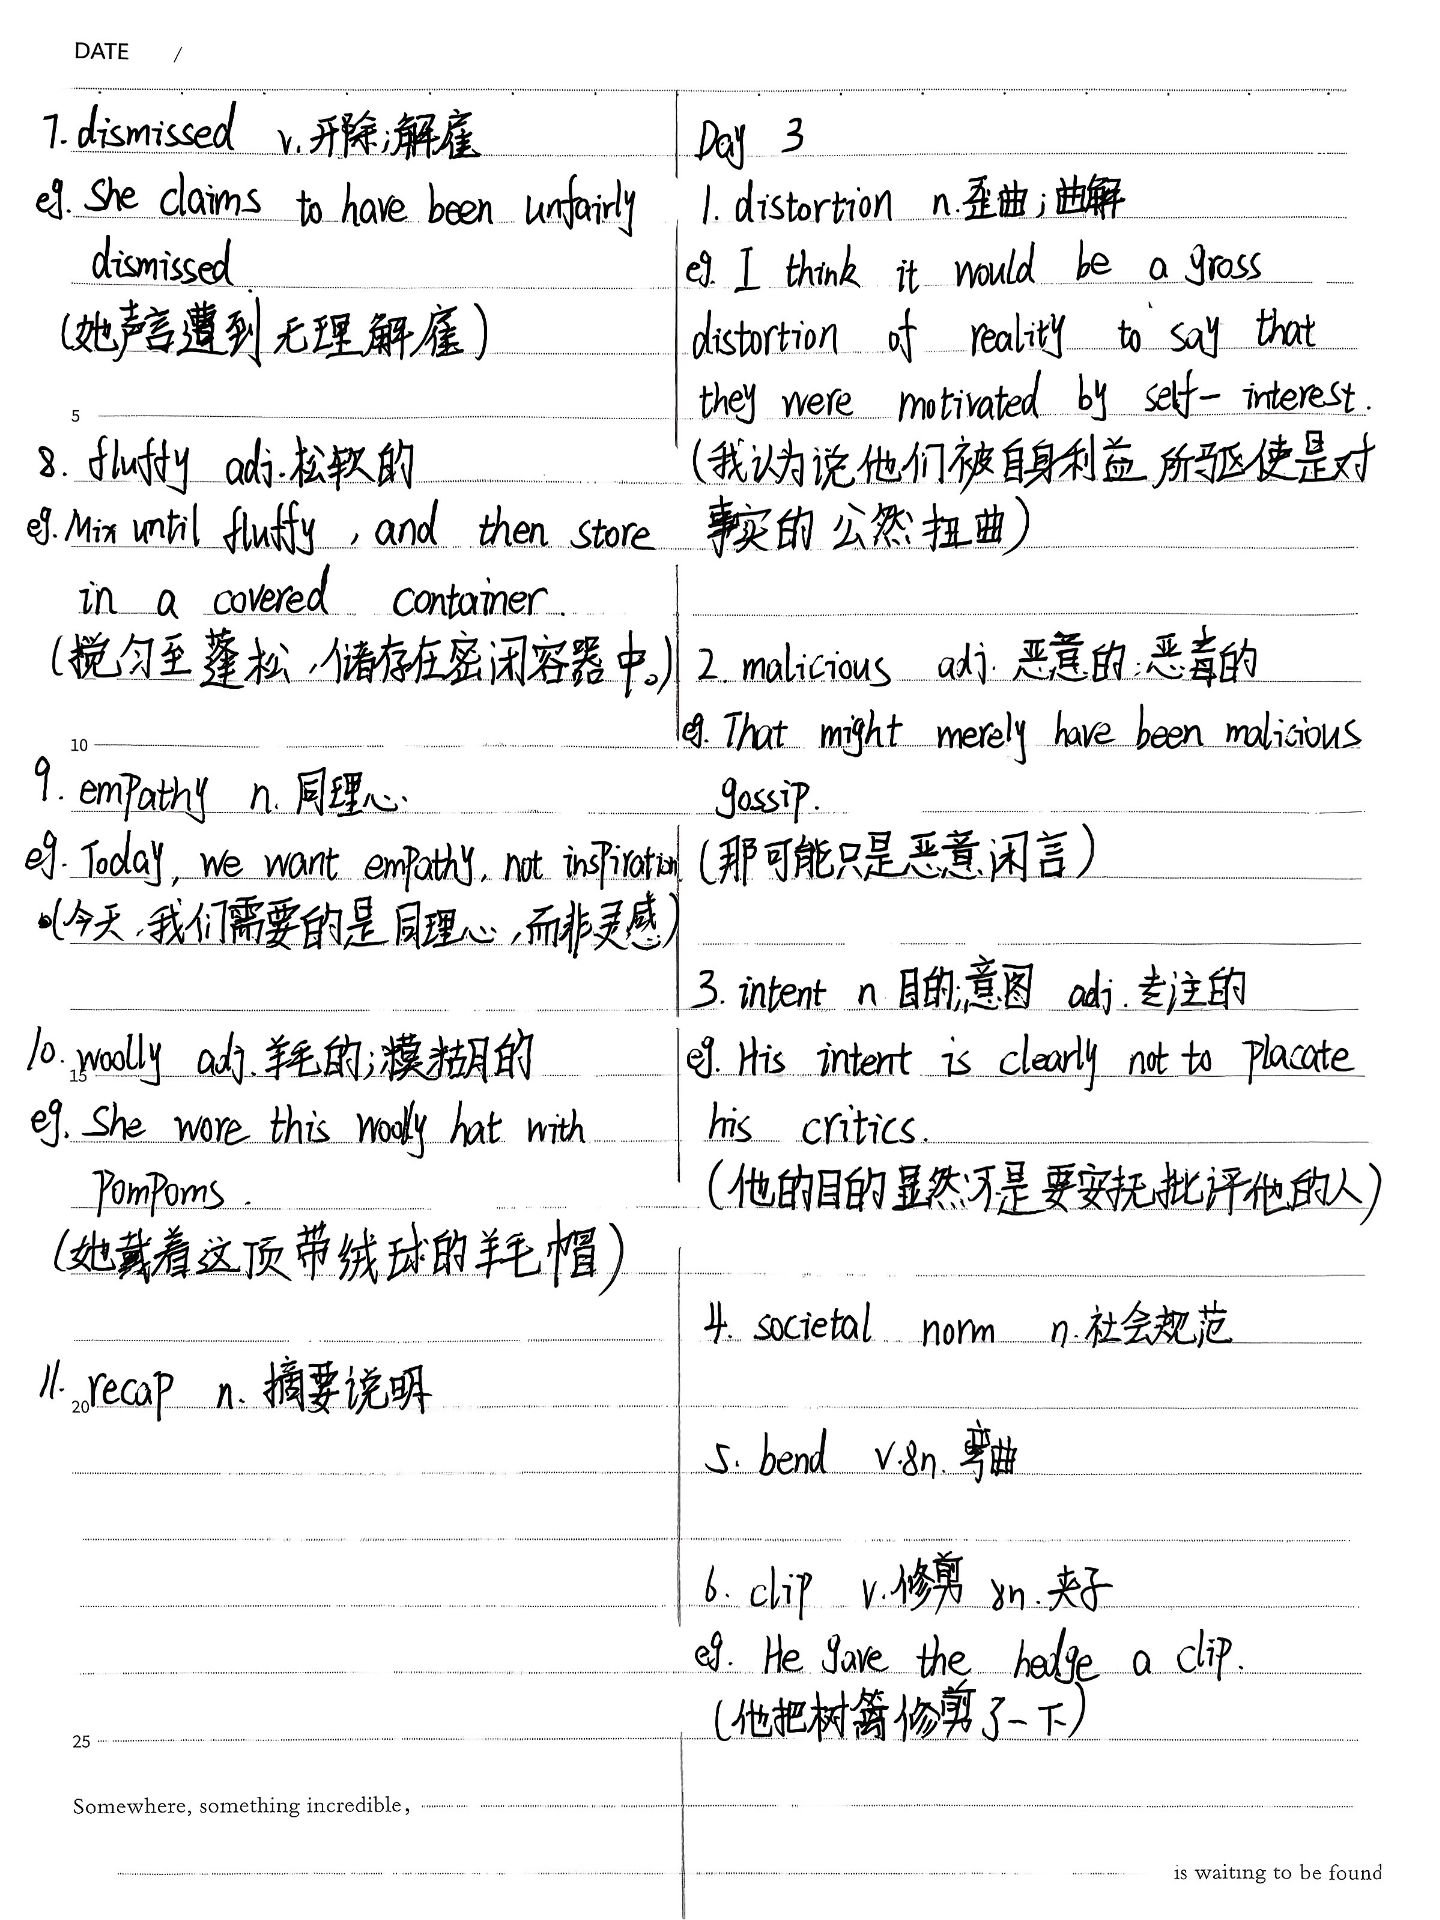 DATE /
7. dismissed v. 开除;解雇
eg. She claims to have been unfairly
dismissed.
(她声言遭到无理解雇)
5
8. fluffy adj. 松软的
eg. Mix until fluffy, and then store
in a covered container.
(搅匀至蓬松,储存在密闭容器中。)
10
9. empathy n. 同理心.
eg. Today, we want empathy, not inspiration.
(今天,我们需要的是同理心,而非灵感)
10. woolly adj. 羊毛的;模糊的
15
eg. She wore this woolly hat with
pompoms.
(她戴着这顶带绒球的羊毛帽)
11. recap n. 摘要说明
20
25
Day 3
1. distortion n. 歪曲;曲解
eg. I think it would be a gross
distortion of reality to say that
they were motivated by self-interest.
(我认为说他们被自身利益所驱使是对
事实的公然扭曲)
2. malicious adj. 恶意的;恶毒的
eg. That might merely have been malicious
gossip.
(那可能只是恶意闲言)
3. intent n 目的;意图 adj. 专注的
eg. His intent is clearly not to placate
his critics.
(他的目的显然不是要安抚批评他的人)
4. societal norm n. 社会规范
5. bend v.&n. 弯曲
6. clip v. 修剪 &n. 夹子
eg. He gave the hedge a clip.
(他把树篱修剪了一下)
Somewhere, something incredible,
is waiting to be found